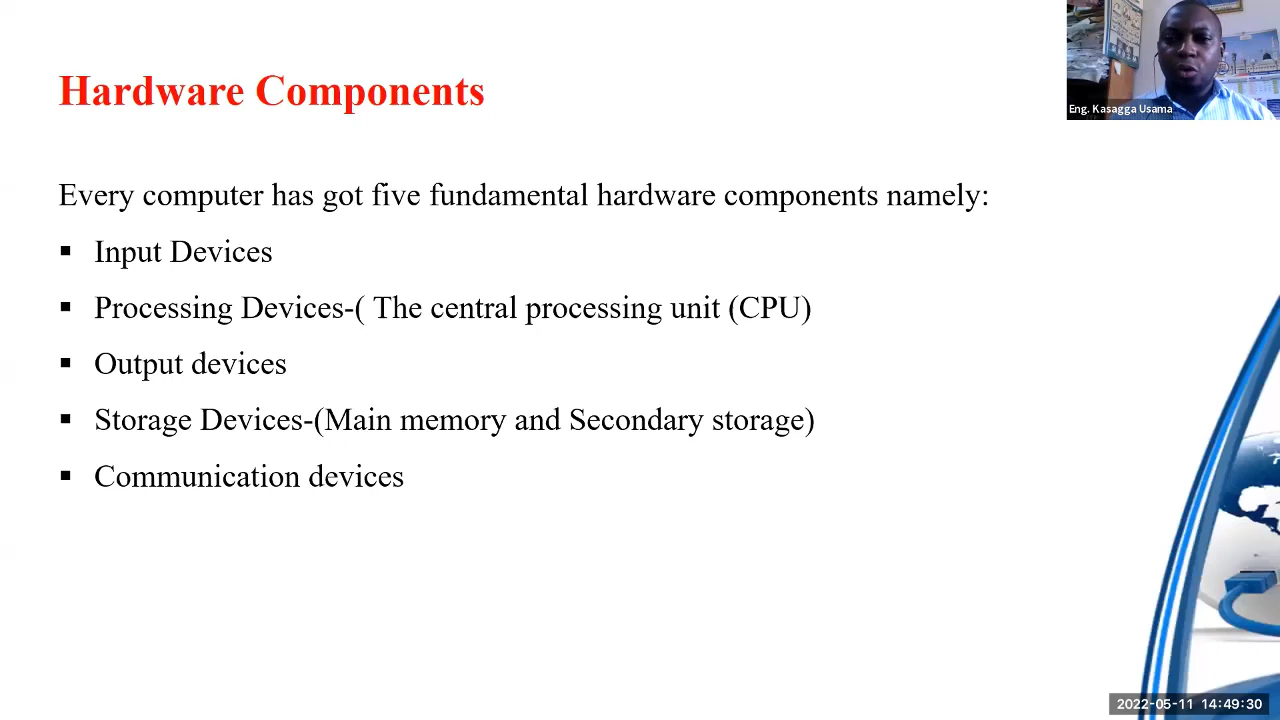 Hardware Components
Eng. Kasagga Usama
Every computer has got five fundamental hardware components namely:
▪ Input Devices
▪ Processing Devices-( The central processing unit (CPU)
▪ Output devices
▪ Storage Devices-(Main memory and Secondary storage)
▪ Communication devices
2022-05-11 14:49:30